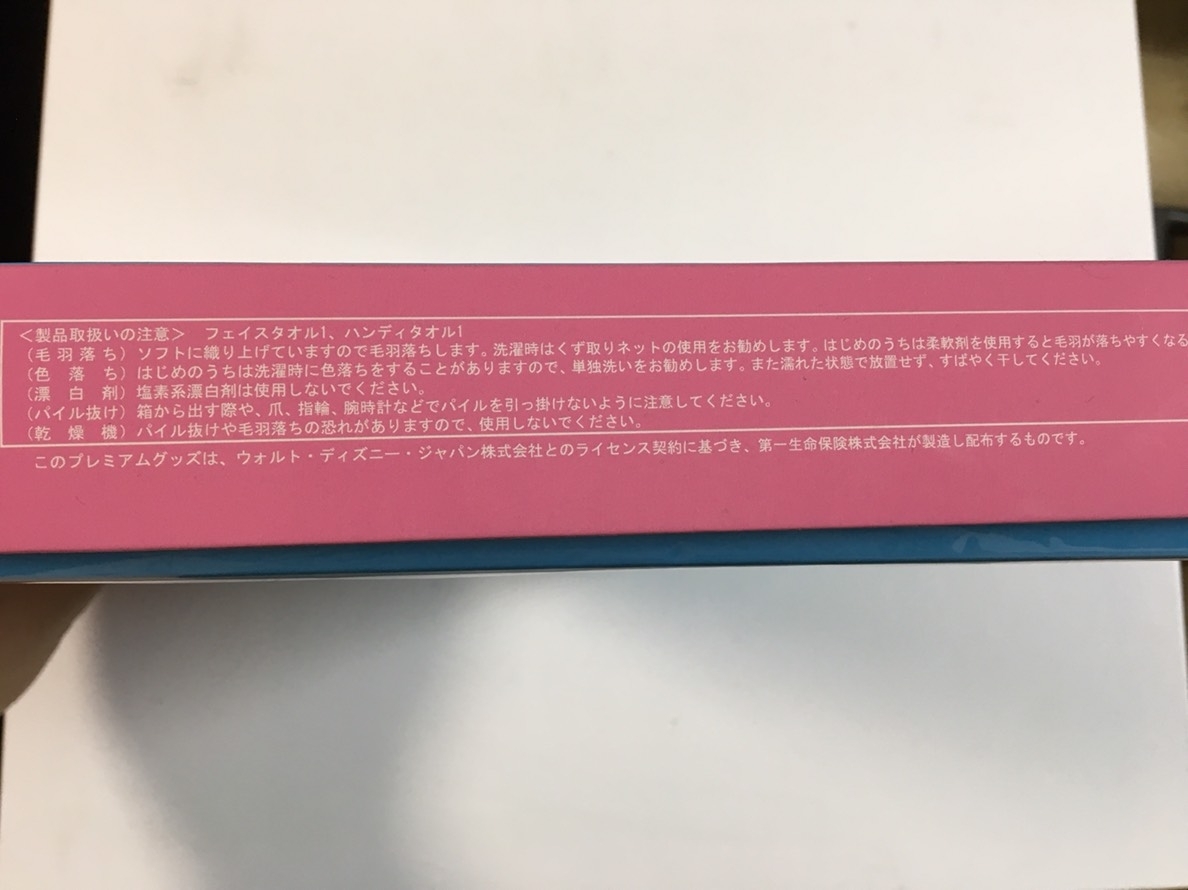 ＜製品取扱いの注意＞　フェイスタオル1、ハンディタオル1
（毛羽落ち）ソフトに織り上げていますので毛羽落ちします。洗濯時はくず取りネットの使用をお勧めします。はじめのうちは柔軟剤を使用すると毛羽が落ちやすくなる
（色落ち）はじめのうちは洗濯時に色落ちをすることがありますので、単独洗いをお勧めします。また濡れた状態で放置せず、すばやく干してください。
（漂白剤）塩素系漂白剤は使用しないでください。
（パイル抜け）箱から出す際や、爪、指輪、腕時計などでパイルを引っ掛けないように注意してください。
（乾燥機）パイル抜けや毛羽落ちの恐れがありますので、使用しないでください。
このプレミアムグッズは、ウォルト・ディズニー・ジャパン株式会社とのライセンス契約に基づき、第一生命保険株式会社が製造し配布するものです。